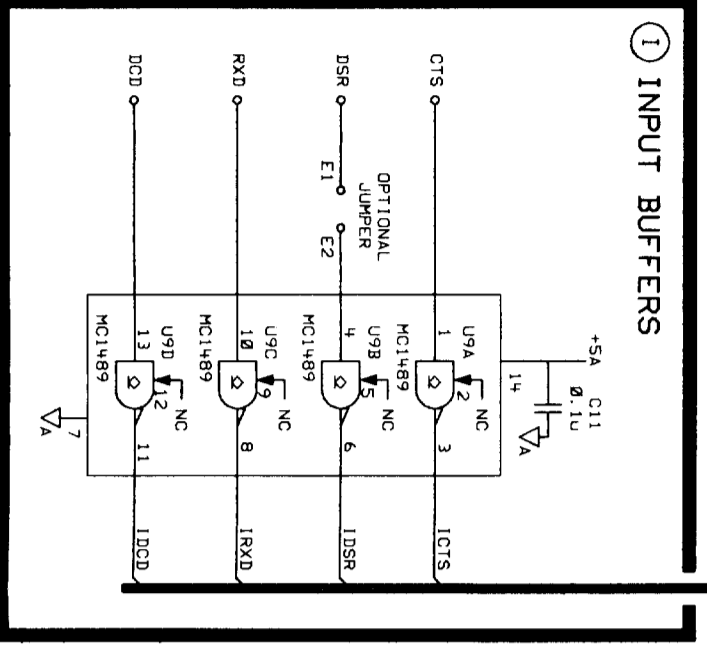 I INPUT BUFFERS
+5A
C11
0.1u
A
14
CTS
1
U9A
MC1489
2
NC
3
ICTS
DSR
E1
OPTIONAL
JUMPER
E2
4
U9B
MC1489
5
NC
6
IDSR
RXD
10
U9C
MC1489
9
NC
8
IRXD
DCD
13
U9D
MC1489
12
NC
11
IDCD
7
A